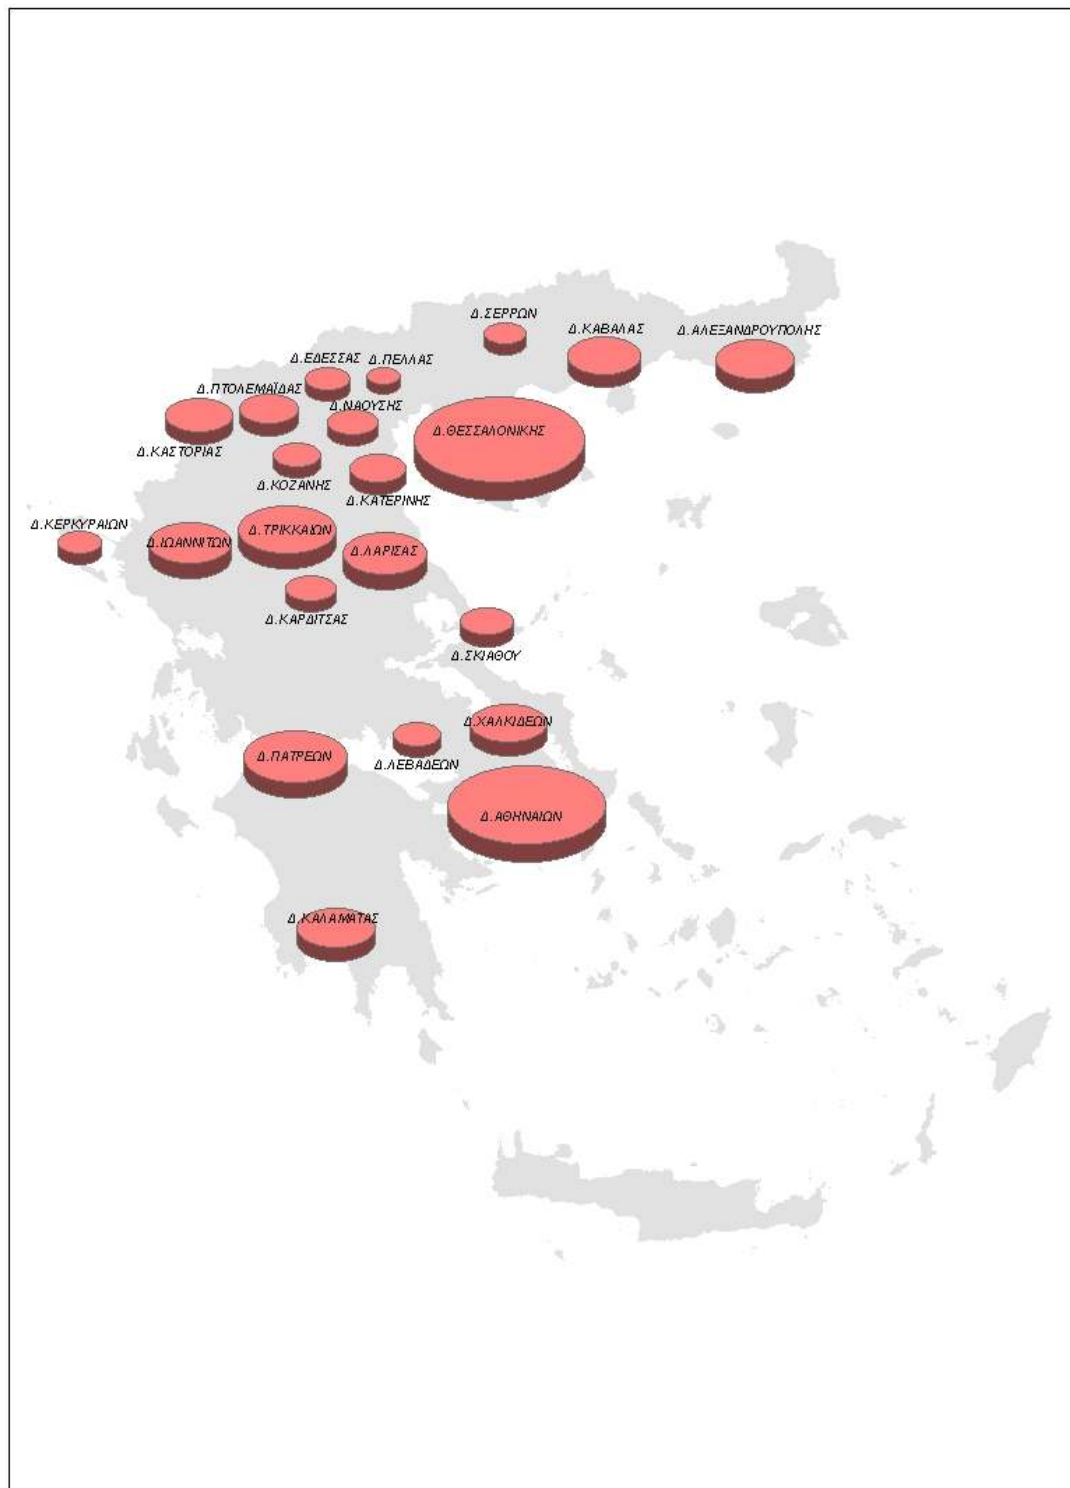 Δ.ΣΕΡΡΩΝ
Δ.ΚΑΒΑΛΑΣ
Δ.ΑΛΕΞΑΝΔΡΟΥΠΟΛΗΣ
Δ.ΕΔΕΣΣΑΣ
Δ.ΠΕΛΛΑΣ
Δ.ΠΤΟΛΕΜΑΪΔΑΣ
Δ.ΝΑΟΥΣΗΣ
Δ.ΘΕΣΣΑΛΟΝΙΚΗΣ
Δ.ΚΑΣΤΟΡΙΑΣ
Δ.ΚΟΖΑΝΗΣ
Δ.ΚΑΤΕΡΙΝΗΣ
Δ.ΚΕΡΚΥΡΑΙΩΝ
Δ.ΙΩΑΝΝΙΤΩΝ
Δ.ΤΡΙΚΚΑΙΩΝ
Δ.ΛΑΡΙΣΑΣ
Δ.ΚΑΡΔΙΤΣΑΣ
Δ.ΣΚΙΑΘΟΥ
Δ.ΧΑΛΚΙΔΕΩΝ
Δ.ΠΑΤΡΕΩΝ
Δ.ΛΕΒΑΔΕΩΝ
Δ.ΑΘΗΝΑΙΩΝ
Δ.ΚΑΛΑΜΑΤΑΣ